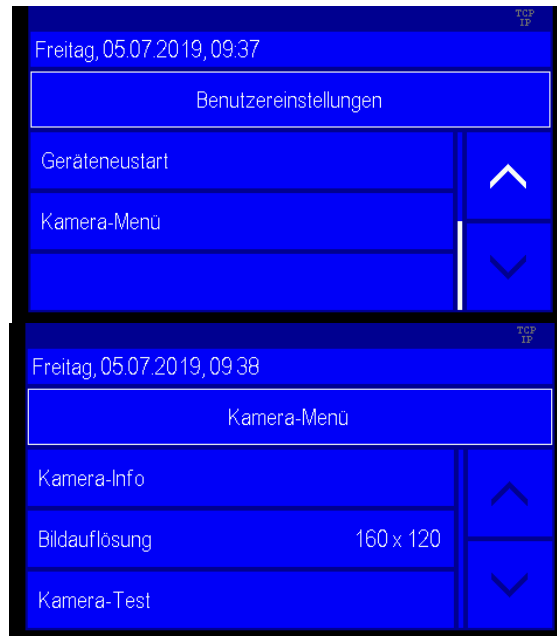 TCP
IP
Freitag, 05.07.2019, 09:37
Benutzereinstellungen
Geräteneustart
Kamera-Menü
TCP
IP
Freitag, 05.07.2019, 09:38
Kamera-Menü
Kamera-Info
Bildauflösung 160 x 120
Kamera-Test